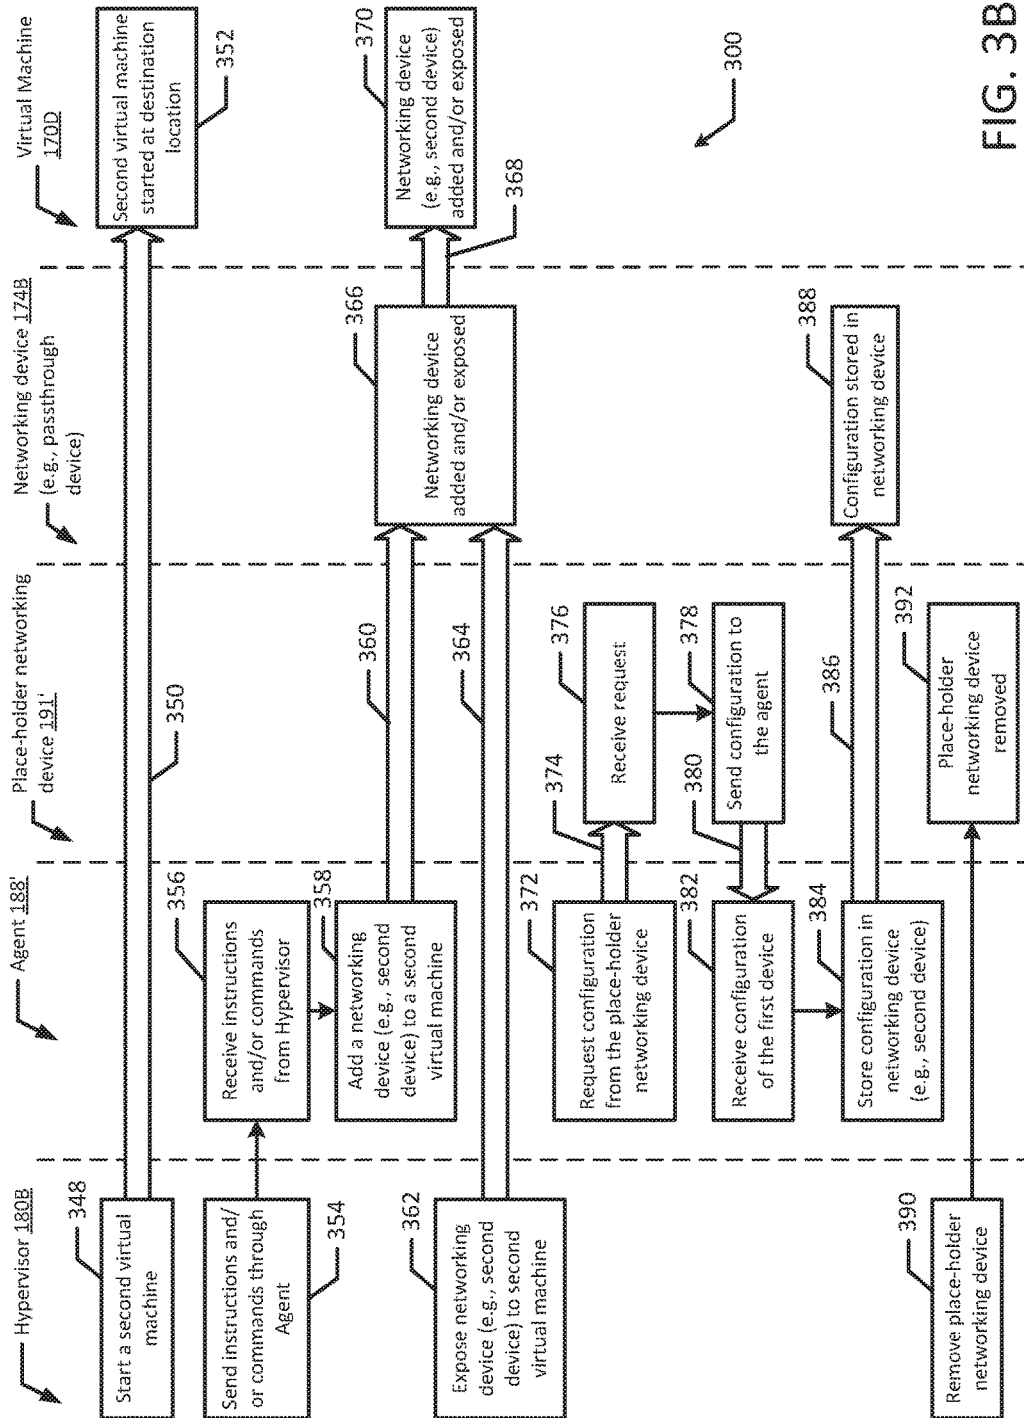 Hypervisor 180B
Agent 188'
Place-holder networking
device 191'
Networking device 174B
(e.g., passthrough
device)
Virtual Machine
170D
348
Start a second virtual
machine
350
Second virtual machine
started at destination
location
352
Send instructions and/
or commands through
Agent
354
356
Receive instructions
and/or commands
from Hypervisor
358
Add a networking
device (e.g., second
device) to a second
virtual machine
360
362
Expose networking
device (e.g., second
device) to second
virtual machine
364
366
Networking device
added and/or exposed
368
370
Networking device
(e.g., second device)
added and/or exposed
372
Request configuration
from the place-holder
networking device
374
376
Receive request
378
Send configuration to
the agent
380
382
Receive configuration
of the first device
384
Store configuration in
networking device
(e.g., second device)
386
388
Configuration stored in
networking device
390
Remove place-holder
networking device
392
Place-holder
networking device
removed
300
FIG. 3B